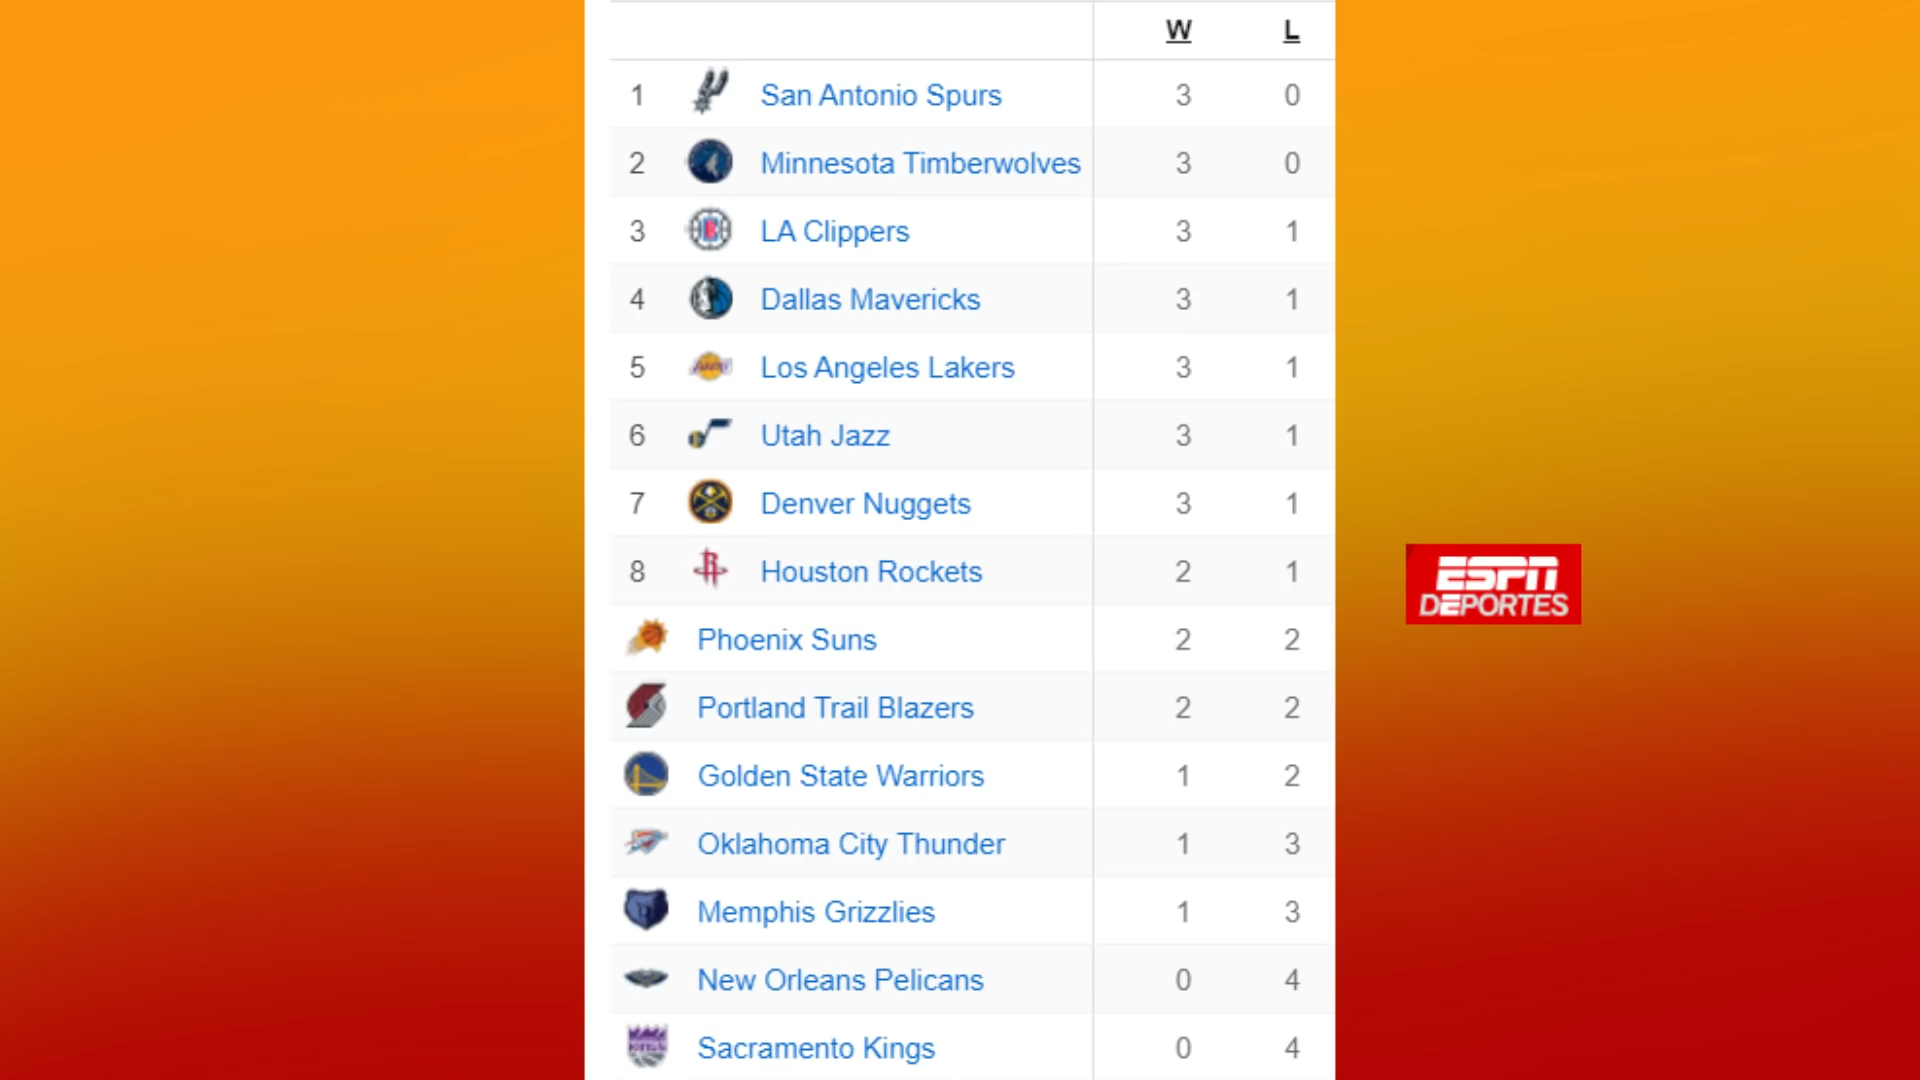 W L
1 San Antonio Spurs 3 0
2 Minnesota Timberwolves 3 0
3 LA Clippers 3 1
4 Dallas Mavericks 3 1
5 Los Angeles Lakers 3 1
6 Utah Jazz 3 1
7 Denver Nuggets 3 1
8 Houston Rockets 2 1
Phoenix Suns 2 2
Portland Trail Blazers 2 2
Golden State Warriors 1 2
Oklahoma City Thunder 1 3
Memphis Grizzlies 1 3
New Orleans Pelicans 0 4
Sacramento Kings 0 4
ESPN
DEPORTES